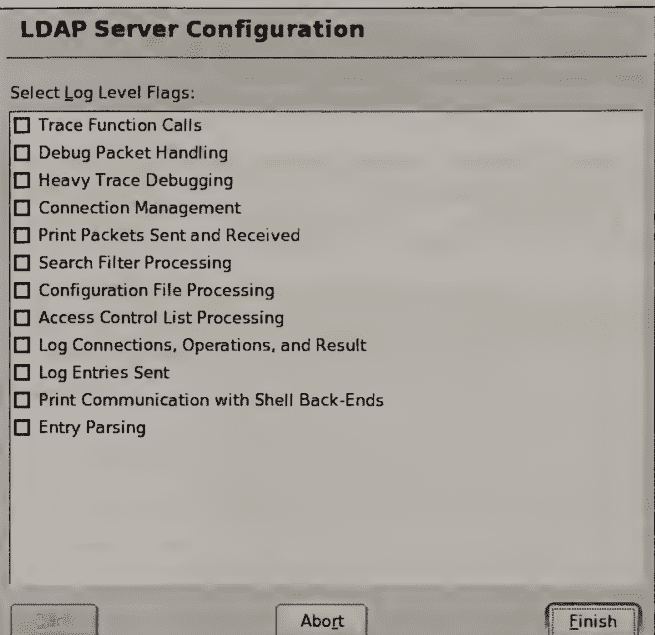 LDAP Server Configuration
Select Log Level Flags:
Trace Function Calls
Debug Packet Handling
Heavy Trace Debugging
Connection Management
Print Packets Sent and Received
Search Filter Processing
Configuration File Processing
Access Control List Processing
Log Connections, Operations, and Result
Log Entries Sent
Print Communication with Shell Back-Ends
Entry Parsing
Abort
Finish